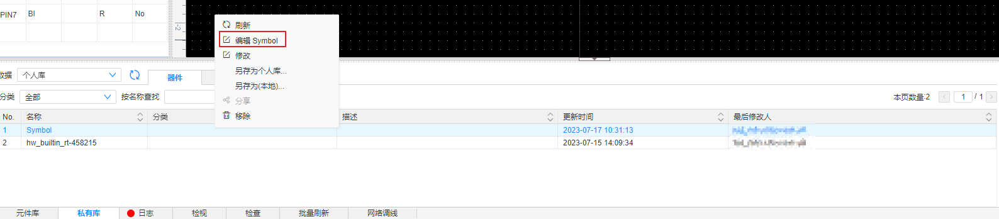 PIN7 BI R No
-2
刷新
编辑 Symbol
修改
另存为个人库...
另存为(本地)...
分享
移除
数据 个人库 器件
分类 全部 按名称查找 本页数量:2 1 / 1
No. 名称 分类 描述 更新时间 最后修改人
1 Symbol 2023-07-17 10:31:13
2 hw_builtin_rt-458215 2023-07-15 14:09:34
元件库 私有库 日志 检视 检查 批量刷新 网络调线